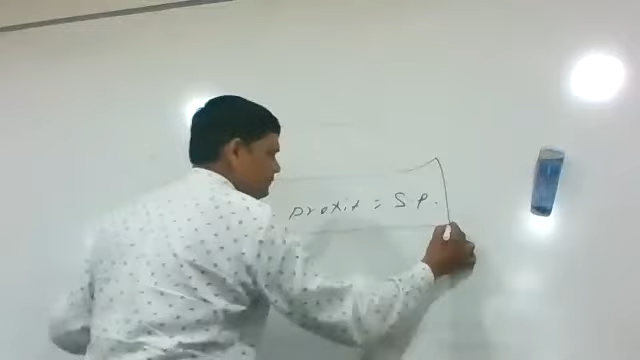 profit = S P.